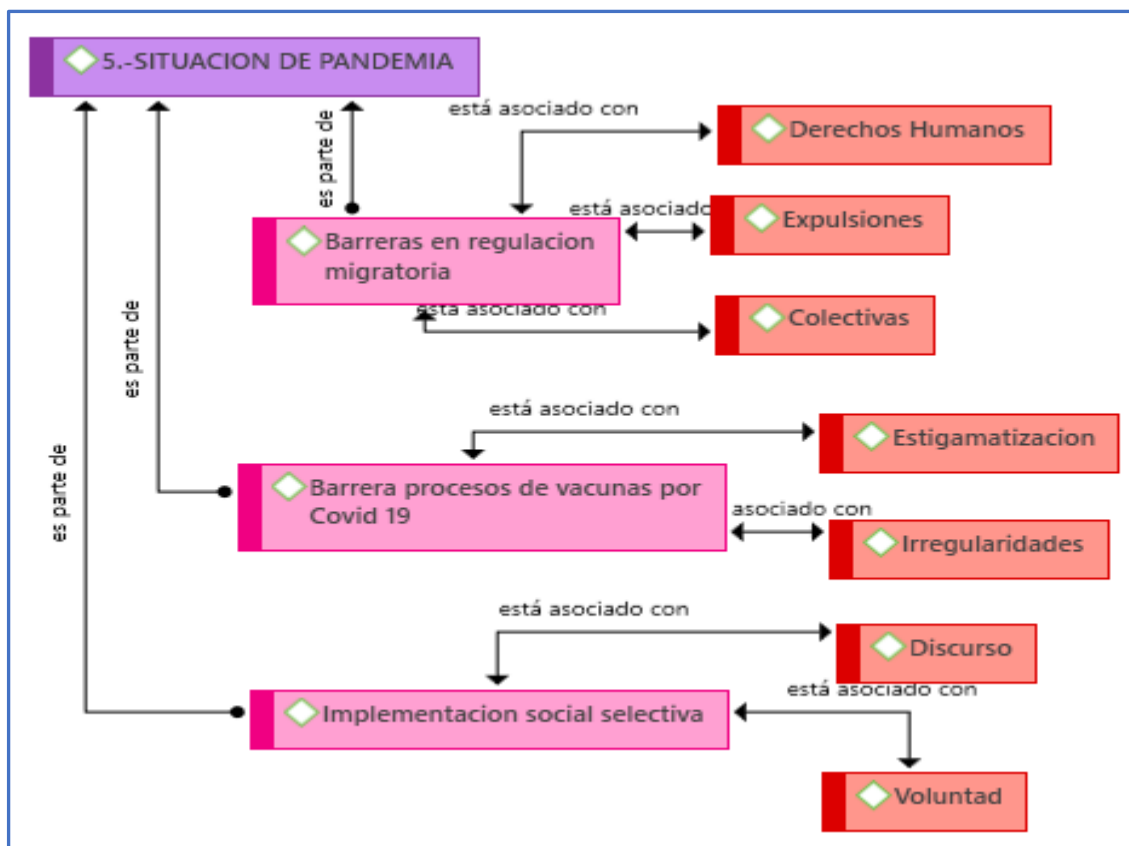 5.-SITUACION DE PANDEMIA
es parte de
está asociado con
Derechos Humanos
está asociado
Expulsiones
Barreras en regulacion
migratoria
está asociado con
Colectivas
es parte de
está asociado con
Estigamatizacion
Barrera procesos de vacunas por
Covid 19
asociado con
Irregularidades
es parte de
está asociado con
Discurso
está asociado con
Implementacion social selectiva
Voluntad